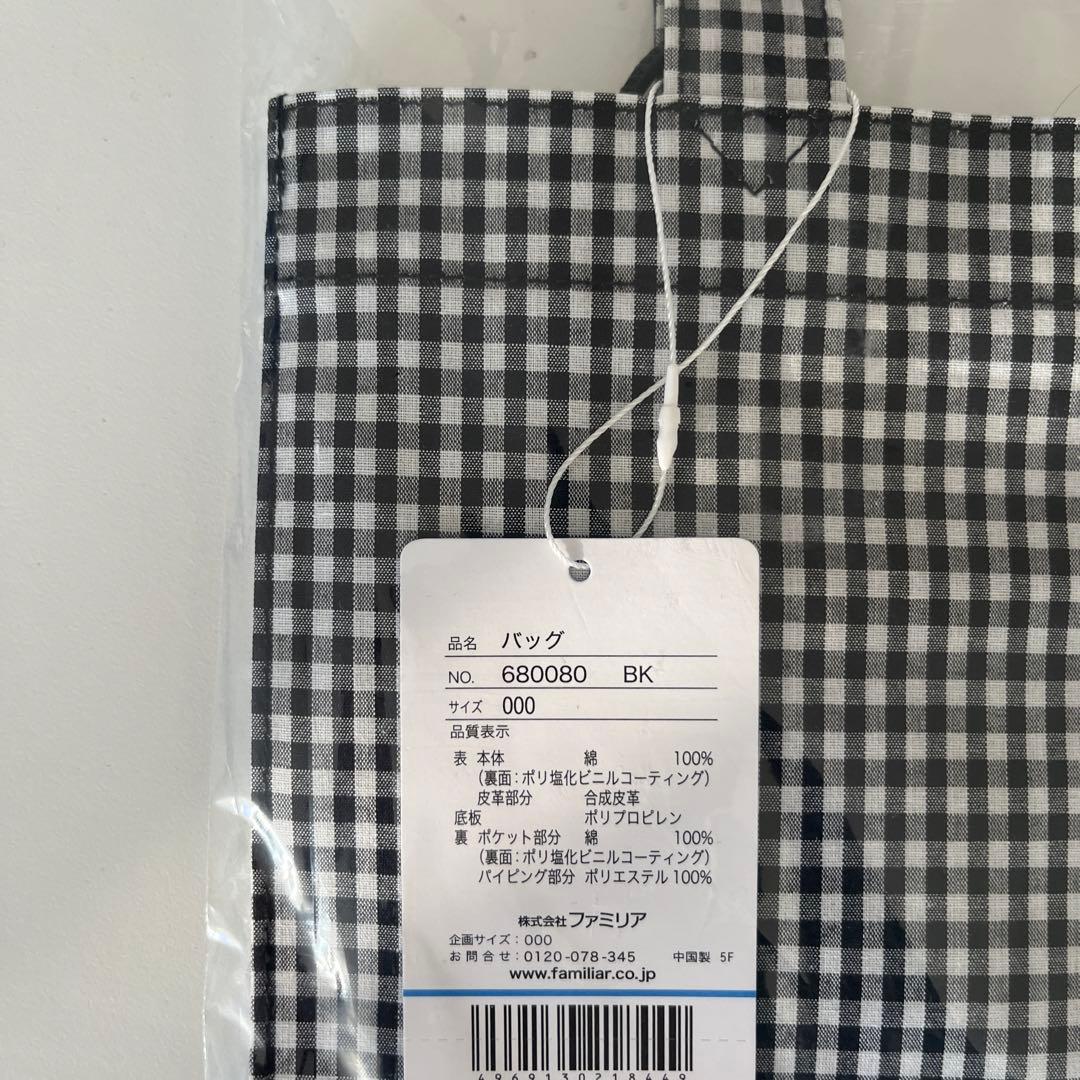 品名 バッグ
NO. 680080 BK
サイズ 000
品質表示
表 本体 綿 100%
(裏面:ポリ塩化ビニルコーティング)
皮革部分 合成皮革
底板 ポリプロピレン
裏 ポケット部分 綿 100%
(裏面:ポリ塩化ビニルコーティング)
パイピング部分 ポリエステル 100%
株式会社ファミリア
企画サイズ:000
お問合せ:0120-078-345 中国製 5F
www.familiar.co.jp
4969130218449